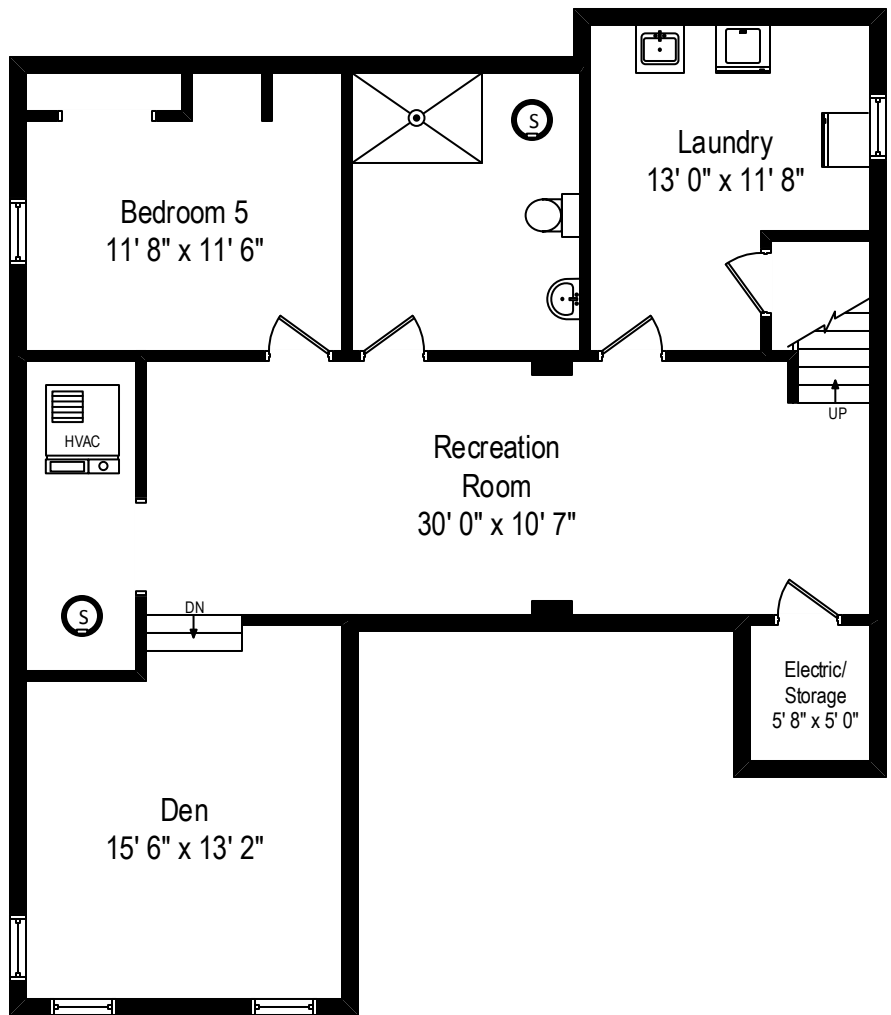 S
Laundry
13' 0" x 11' 8"
Bedroom 5
11' 8" x 11' 6"
UP
HVAC
Recreation
Room
30' 0" x 10' 7"
DN
S
Electric/
Storage
5' 8" x 5' 0"
Den
15' 6" x 13' 2"